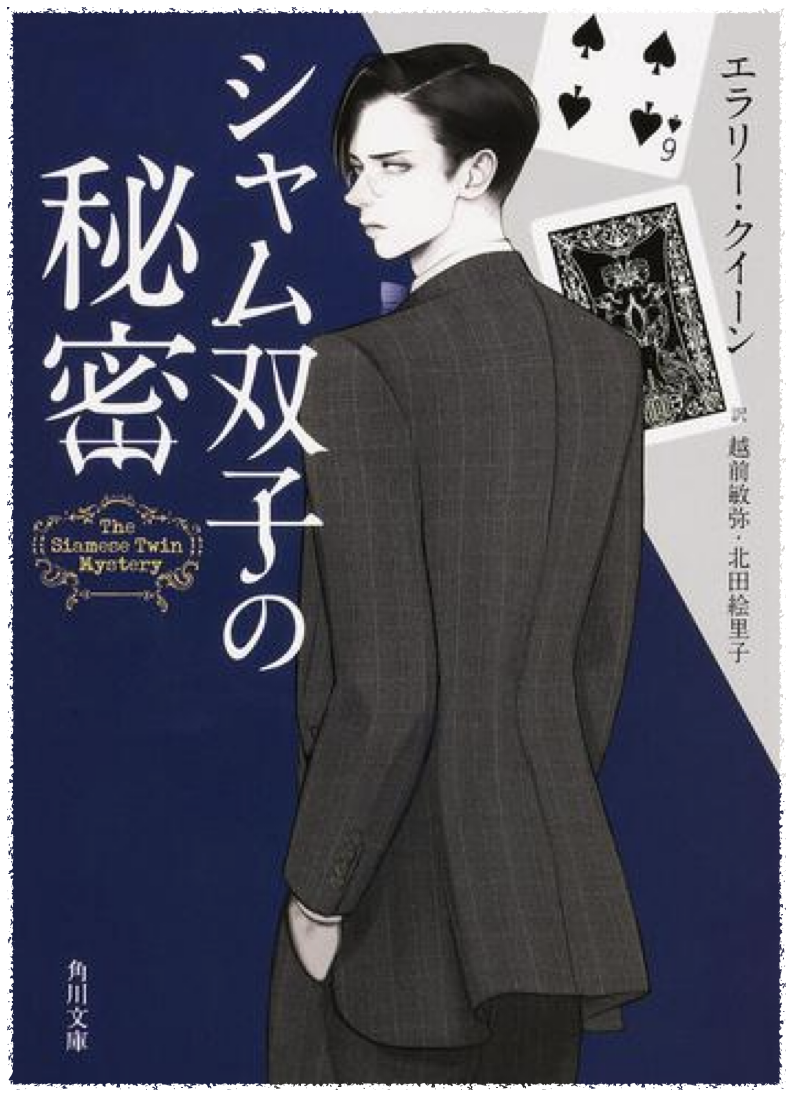 エラリー・クイーン
訳 越前敏弥・北田絵里子
シャム双子の
秘密
The
Siamese Twin
Mystery
角川文庫
9